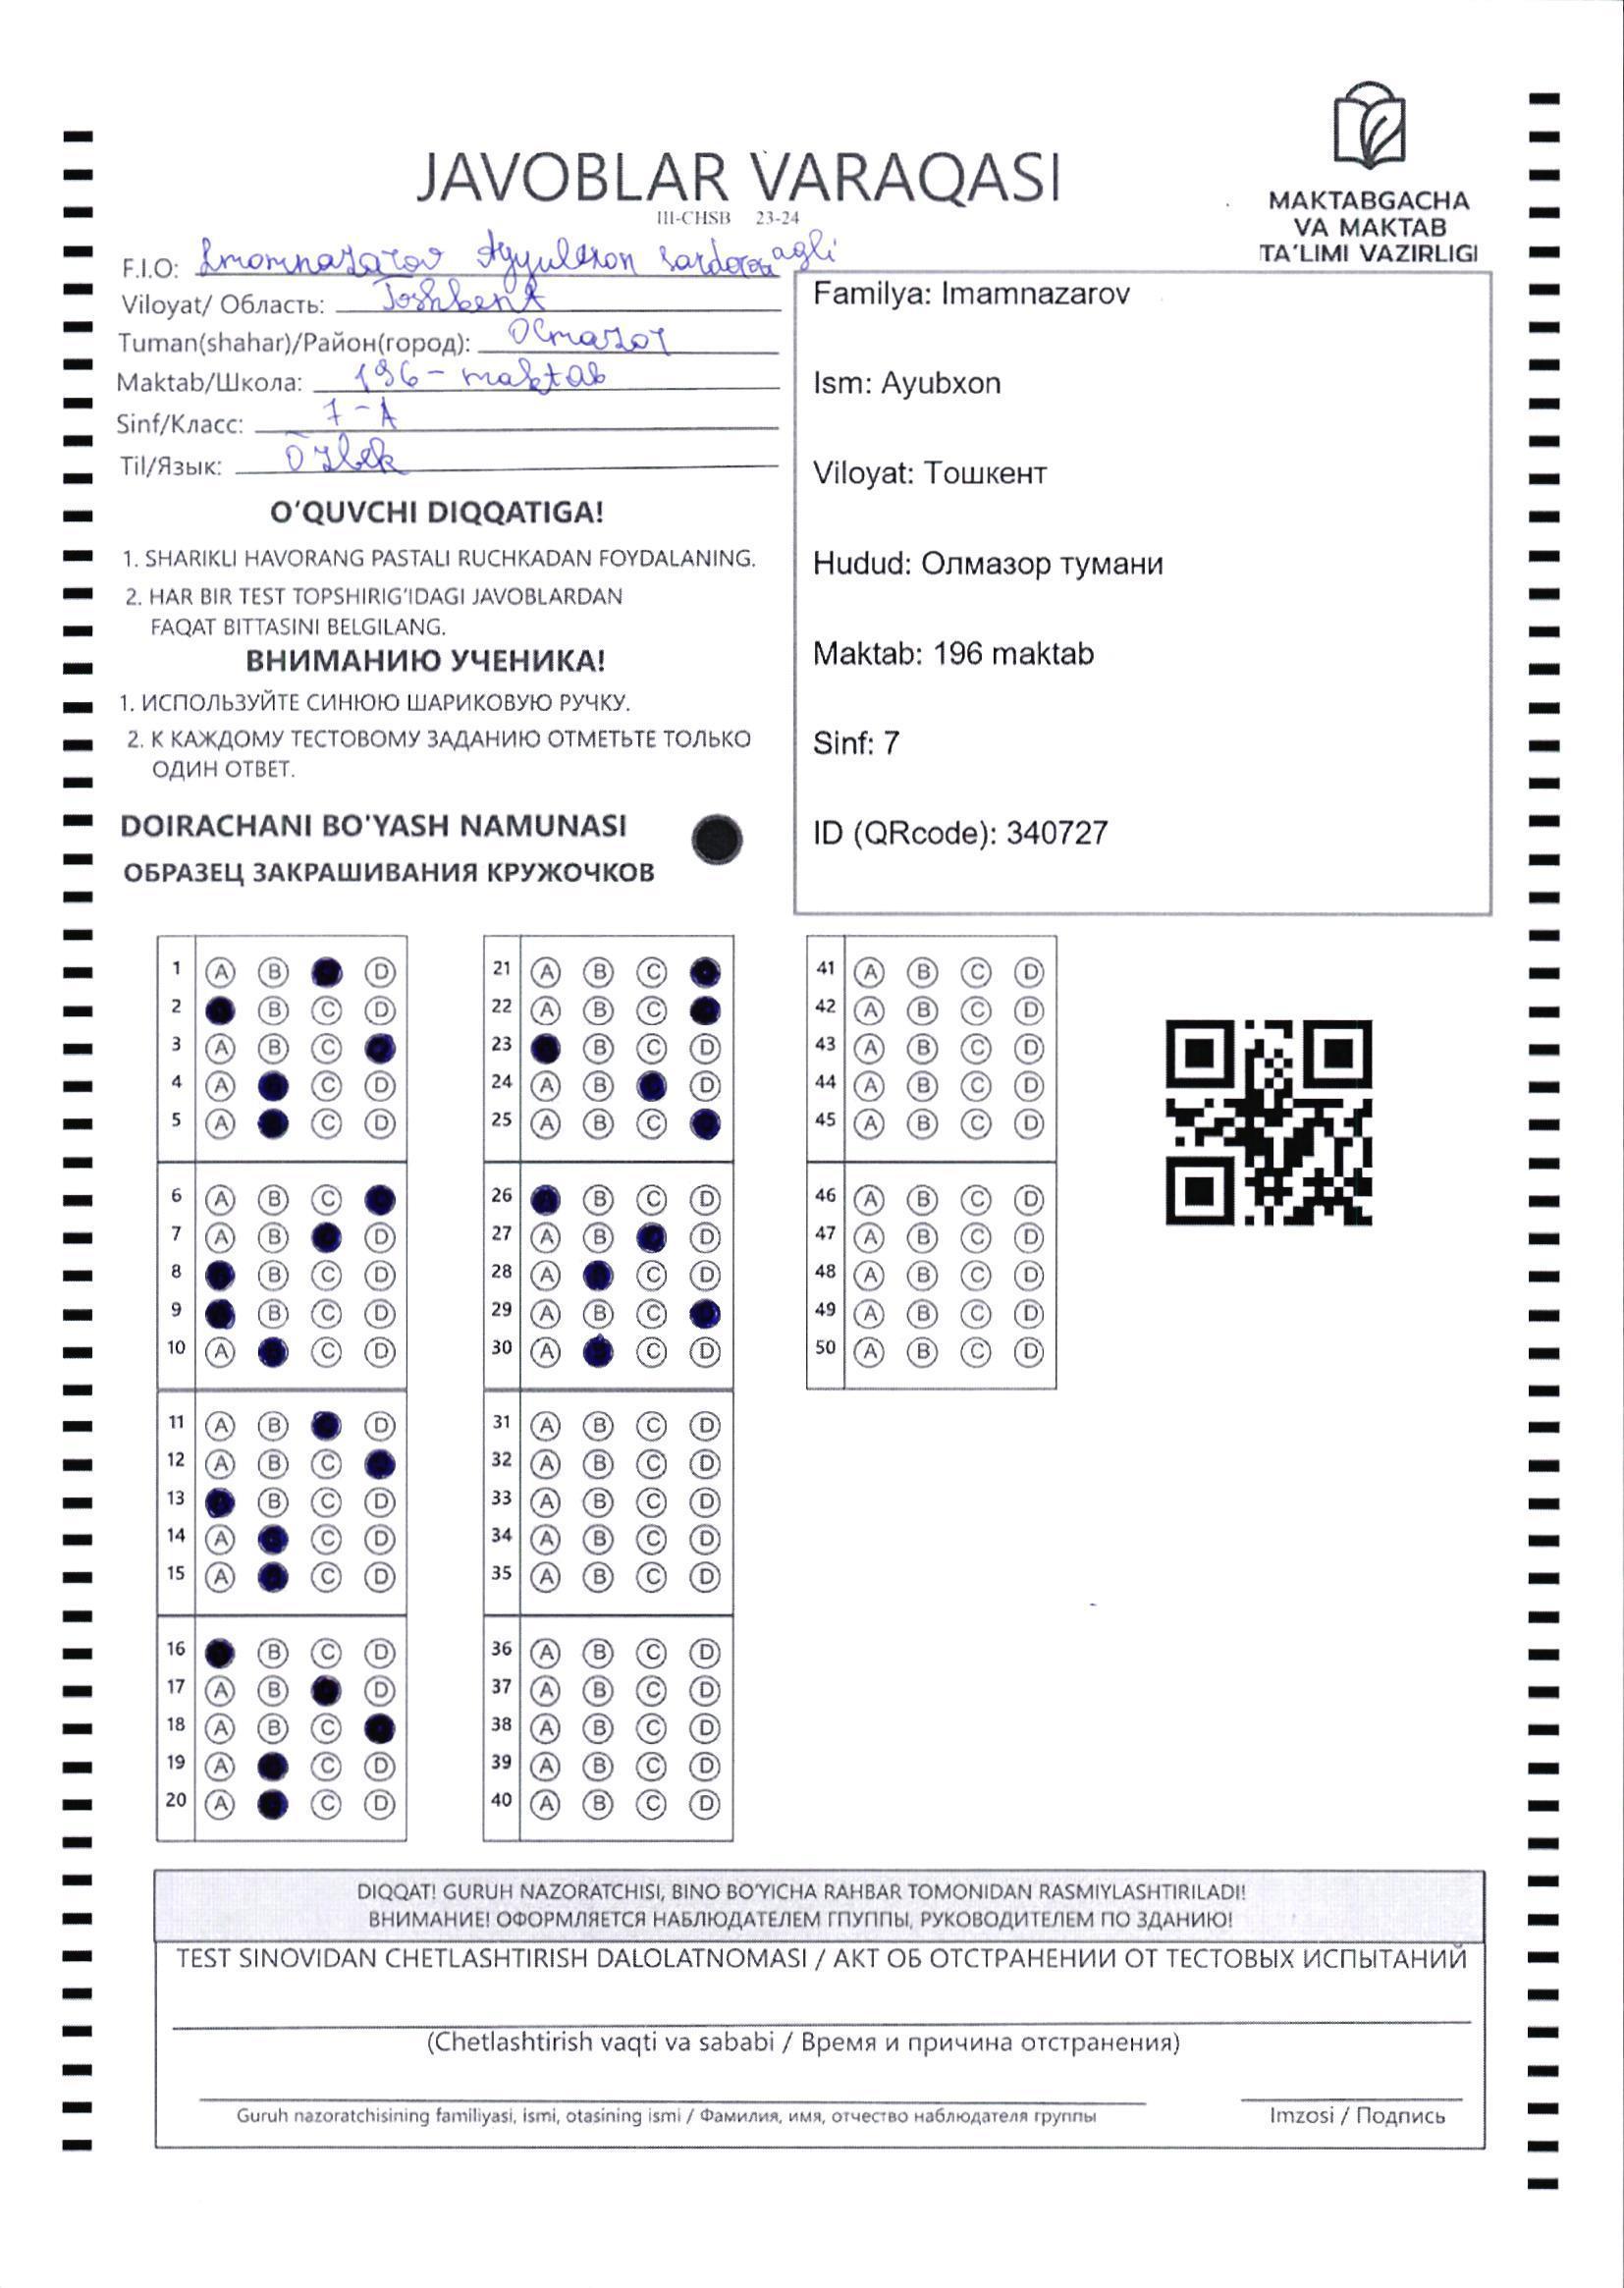 JAVOBLAR VARAQASI
III-CHSB 23-24
MAKTABGACHA
VA MAKTAB
TA'LIMI VAZIRLIGI
F.I.O: Imomnazarov Ayyubxon Sardor ogli
Viloyat/ Область: Toshkent
Tuman(shahar)/Район(город): Olmazor
Maktab/Школа: 196-maktab
Sinf/Класс: 7-A
Til/Язык: O'zbek
O'QUVCHI DIQQATIGA!
1. SHARIKLI HAVORANG PASTALI RUCHKADAN FOYDALANING.
2. HAR BIR TEST TOPSHIRIG'IDAGI JAVOBLARDAN
FAQAT BITTASINI BELGILANG.
ВНИМАНИЮ УЧЕНИКА!
1. ИСПОЛЬЗУЙТЕ СИНЮЮ ШАРИКОВУЮ РУЧКУ.
2. К КАЖДОМУ ТЕСТОВОМУ ЗАДАНИЮ ОТМЕТЬТЕ ТОЛЬКО
ОДИН ОТВЕТ.
DOIRACHANI BO'YASH NAMUNASI
ОБРАЗЕЦ ЗАКРАШИВАНИЯ КРУЖОЧКОВ
Familya: Imamnazarov
Ism: Ayubxon
Viloyat: Тошкент
Hudud: Олмазор тумани
Maktab: 196 maktab
Sinf: 7
ID (QRcode): 340727
1 A B D
2 B C D
3 A B C
4 A C D
5 A C D
6 A B C
7 A B D
8 B C D
9 B C D
10 A C D
11 A B D
12 A B C
13 B C D
14 A C D
15 A C D
16 B C D
17 A B D
18 A B C
19 A C D
20 A C D
21 A B C
22 A B C
23 B C D
24 A B D
25 A B C
26 B C D
27 A B D
28 A C D
29 A B C
30 A C D
31 A B C D
32 A B C D
33 A B C D
34 A B C D
35 A B C D
36 A B C D
37 A B C D
38 A B C D
39 A B C D
40 A B C D
41 A B C D
42 A B C D
43 A B C D
44 A B C D
45 A B C D
46 A B C D
47 A B C D
48 A B C D
49 A B C D
50 A B C D
DIQQAT! GURUH NAZORATCHISI, BINO BO'YICHA RAHBAR TOMONIDAN RASMIYLASHTIRILADI!
ВНИМАНИЕ! ОФОРМЛЯЕТСЯ НАБЛЮДАТЕЛЕМ ГПУППЫ, РУКОВОДИТЕЛЕМ ПО ЗДАНИЮ!
TEST SINOVIDAN CHETLASHTIRISH DALOLATNOMASI / АКТ ОБ ОТСТРАНЕНИИ ОТ ТЕСТОВЫХ ИСПЫТАНИЙ
(Chetlashtirish vaqti va sababi / Время и причина отстранения)
Guruh nazoratchisining familiyasi, ismi, otasining ismi / Фамилия, имя, отчество наблюдателя группы
Imzosi / Подпись